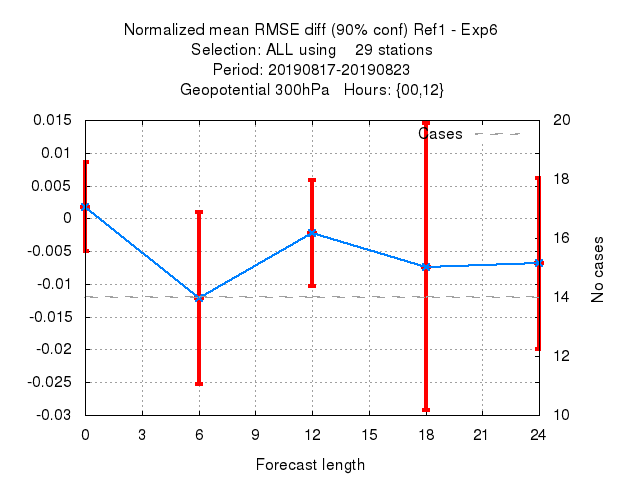 Normalized mean RMSE diff (90% conf) Ref1 - Exp6
Selection: ALL using    29 stations
Period: 20190817-20190823
Geopotential 300hPa   Hours: {00,12}
0.015
0.01
0.005
0
-0.005
-0.01
-0.015
-0.02
-0.025
-0.03
Cases
20
18
16
14
12
10
No cases
0 3 6 9 12 15 18 21 24
Forecast length